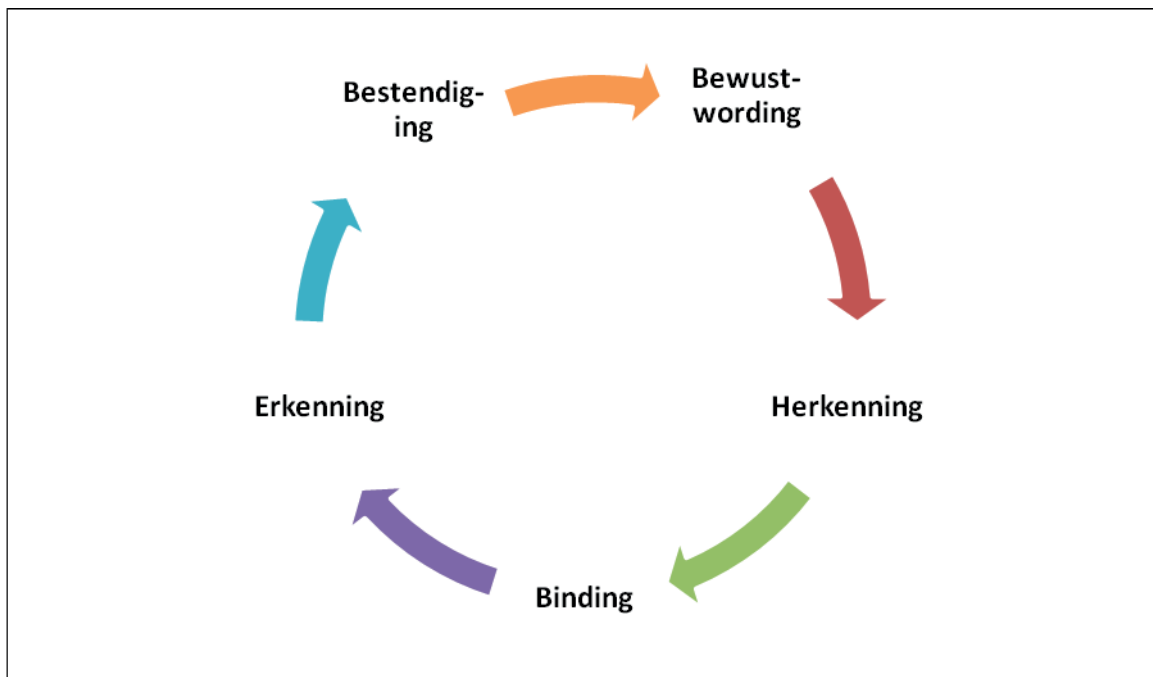 Bestendig-
ing
Bewust-
wording
Herkenning
Binding
Erkenning